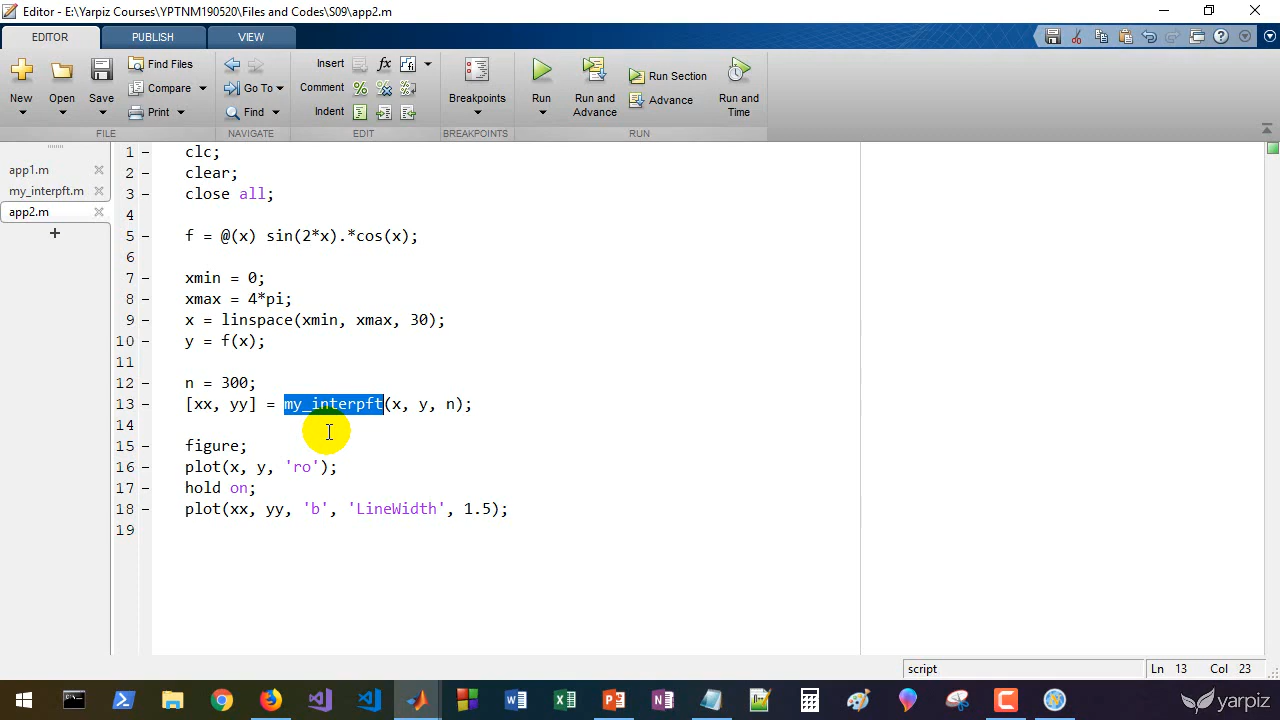 Editor - E:\Yarpiz Courses\YPTNM190520\Files and Codes\S09\app2.m
EDITOR PUBLISH VIEW
New Open Save Find Files Compare Print
Go To Find
Insert fx
Comment
Indent
Breakpoints
Run Run and Advance Run Section Advance Run and Time
FILE NAVIGATE EDIT BREAKPOINTS RUN
app1.m
my_interpft.m
app2.m
+
1 - clc;
2 - clear;
3 - close all;
4
5 - f = @(x) sin(2*x).*cos(x);
6
7 - xmin = 0;
8 - xmax = 4*pi;
9 - x = linspace(xmin, xmax, 30);
10 - y = f(x);
11
12 - n = 300;
13 - [xx, yy] = my_interpft(x, y, n);
14
15 - figure;
16 - plot(x, y, 'ro');
17 - hold on;
18 - plot(xx, yy, 'b', 'LineWidth', 1.5);
19
script Ln 13 Col 23
yarpiz